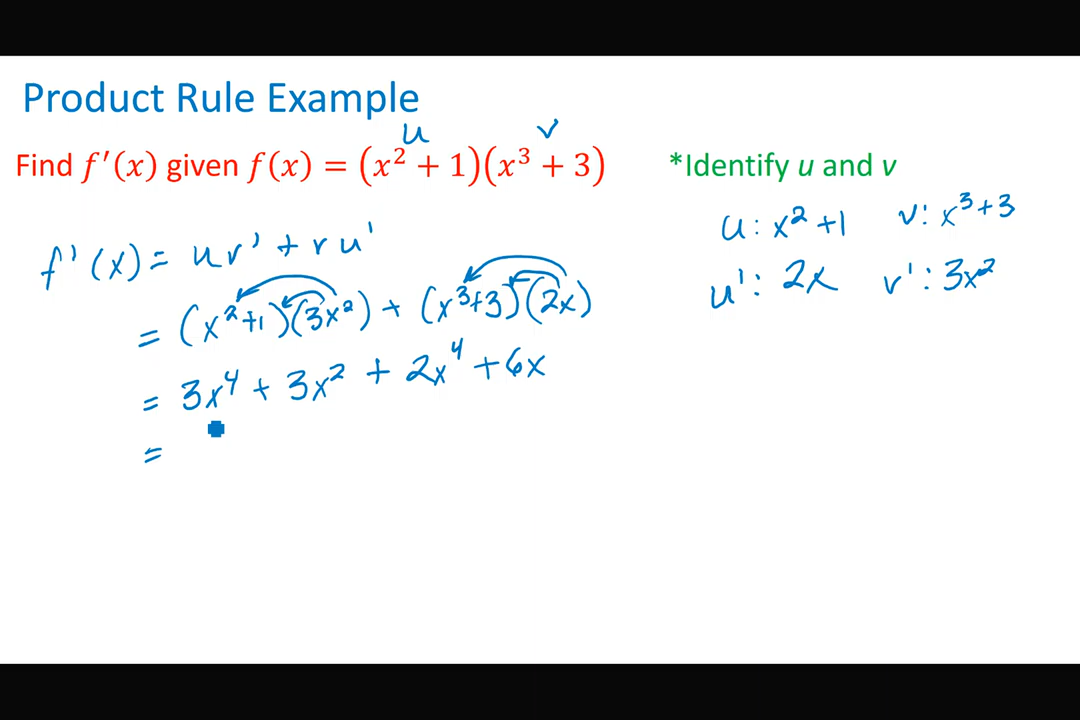 Product Rule Example
u v
Find f′(x) given f(x) = (x² + 1)(x³ + 3)
*Identify u and v
u: x² + 1 v: x³ + 3
u': 2x v': 3x²
f'(x) = uv' + vu'
= (x² + 1)(3x²) + (x³ + 3)(2x)
= 3x⁴ + 3x² + 2x⁴ + 6x
=